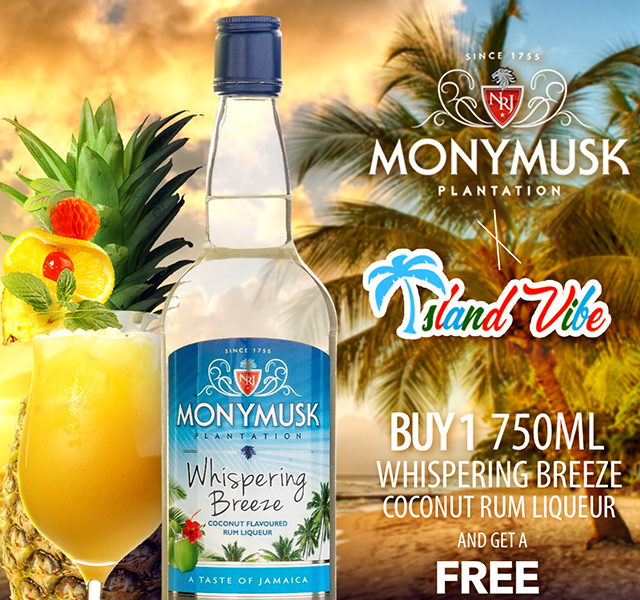 SINCE 1755
NRJ
MONYMUSK
PLANTATION
X
Island Vibe
SINCE 1755
NRJ
MONYMUSK
PLANTATION
Whispering
Breeze
COCONUT FLAVOURED
RUM LIQUEUR
A TASTE OF JAMAICA
BUY 1 750ML
WHISPERING BREEZE
COCONUT RUM LIQUEUR
AND GET A
FREE